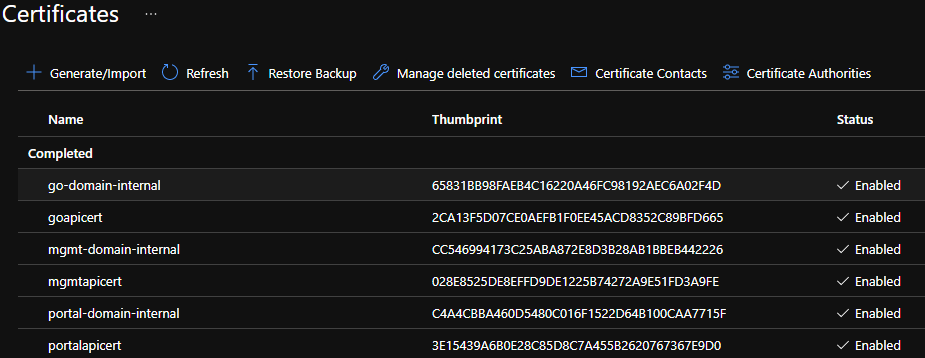 Certificates ...
Generate/Import Refresh Restore Backup Manage deleted certificates Certificate Contacts Certificate Authorities
Name Thumbprint Status
Completed
go-domain-internal 65831BB98FAEB4C16220A46FC98192AEC6A02F4D Enabled
goapicert 2CA13F5D07CE0AEFB1F0EE45ACD8352C89BFD665 Enabled
mgmt-domain-internal CC546994173C25ABA872E8D3B28AB1BBEB442226 Enabled
mgmtapicert 028E8525DE8EFFD9DE1225B74272A9E51FD3A9FE Enabled
portal-domain-internal C4A4CBBA460D5480C016F1522D64B100CAA7715F Enabled
portalapicert 3E15439A6B0E28C85D8C7A455B2620767367E9D0 Enabled